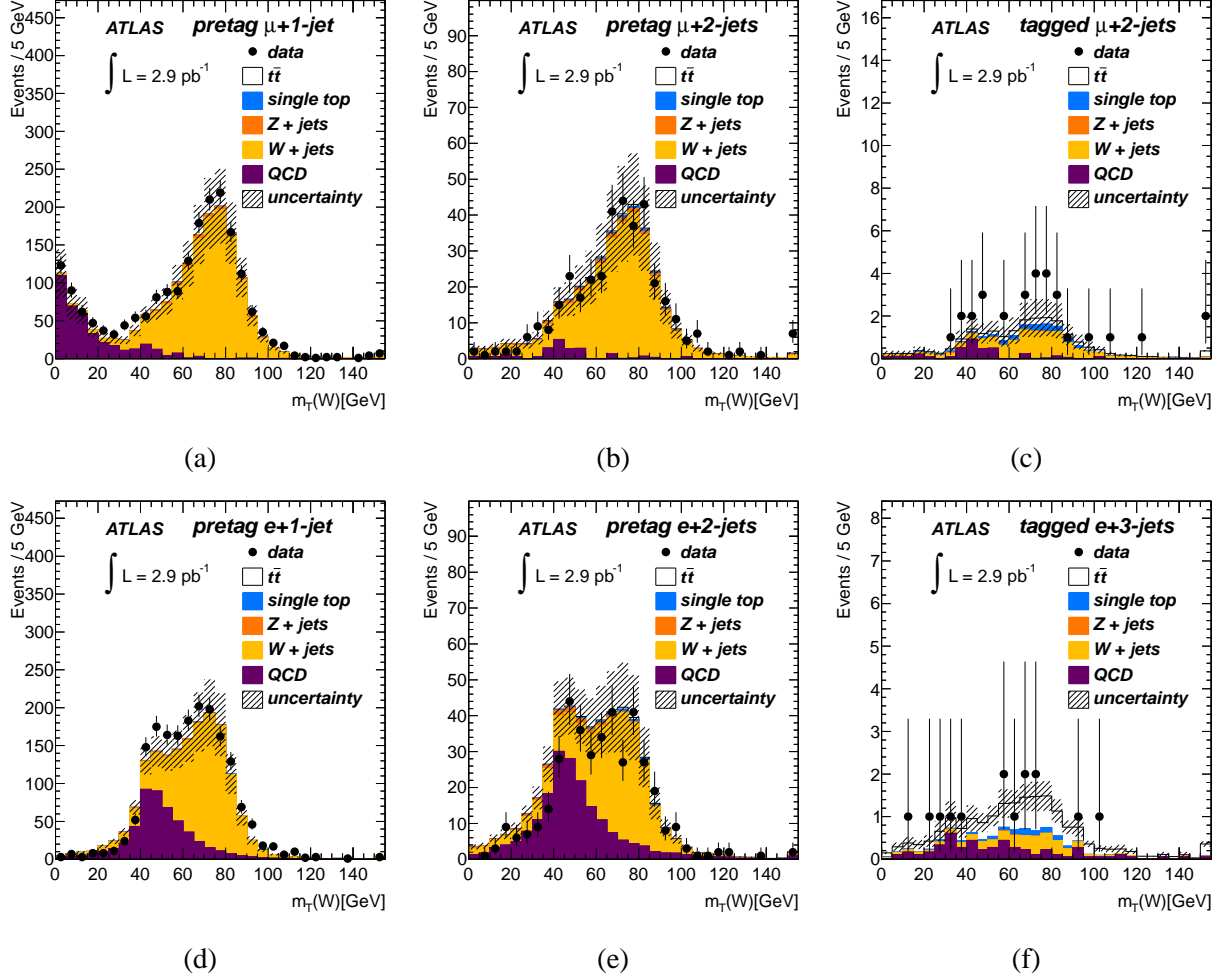 Events / 5 GeV
450
400
350
300
250
200
150
100
50
0
0 20 40 60 80 100 120 140
m_T(W)[GeV]
ATLAS
pretag μ+1-jet
∫ L = 2.9 pb⁻¹
data
tt̄
single top
Z + jets
W + jets
QCD
uncertainty
(a)
Events / 5 GeV
90
80
70
60
50
40
30
20
10
0
0 20 40 60 80 100 120 140
m_T(W)[GeV]
ATLAS
pretag μ+2-jets
∫ L = 2.9 pb⁻¹
data
tt̄
single top
Z + jets
W + jets
QCD
uncertainty
(b)
Events / 5 GeV
16
14
12
10
8
6
4
2
0
0 20 40 60 80 100 120 140
m_T(W)[GeV]
ATLAS
tagged μ+2-jets
∫ L = 2.9 pb⁻¹
data
tt̄
single top
Z + jets
W + jets
QCD
uncertainty
(c)
Events / 5 GeV
450
400
350
300
250
200
150
100
50
0
0 20 40 60 80 100 120 140
m_T(W)[GeV]
ATLAS
pretag e+1-jet
∫ L = 2.9 pb⁻¹
data
tt̄
single top
Z + jets
W + jets
QCD
uncertainty
(d)
Events / 5 GeV
90
80
70
60
50
40
30
20
10
0
0 20 40 60 80 100 120 140
m_T(W)[GeV]
ATLAS
pretag e+2-jets
∫ L = 2.9 pb⁻¹
data
tt̄
single top
Z + jets
W + jets
QCD
uncertainty
(e)
Events / 5 GeV
8
7
6
5
4
3
2
1
0
0 20 40 60 80 100 120 140
m_T(W)[GeV]
ATLAS
tagged e+3-jets
∫ L = 2.9 pb⁻¹
data
tt̄
single top
Z + jets
W + jets
QCD
uncertainty
(f)